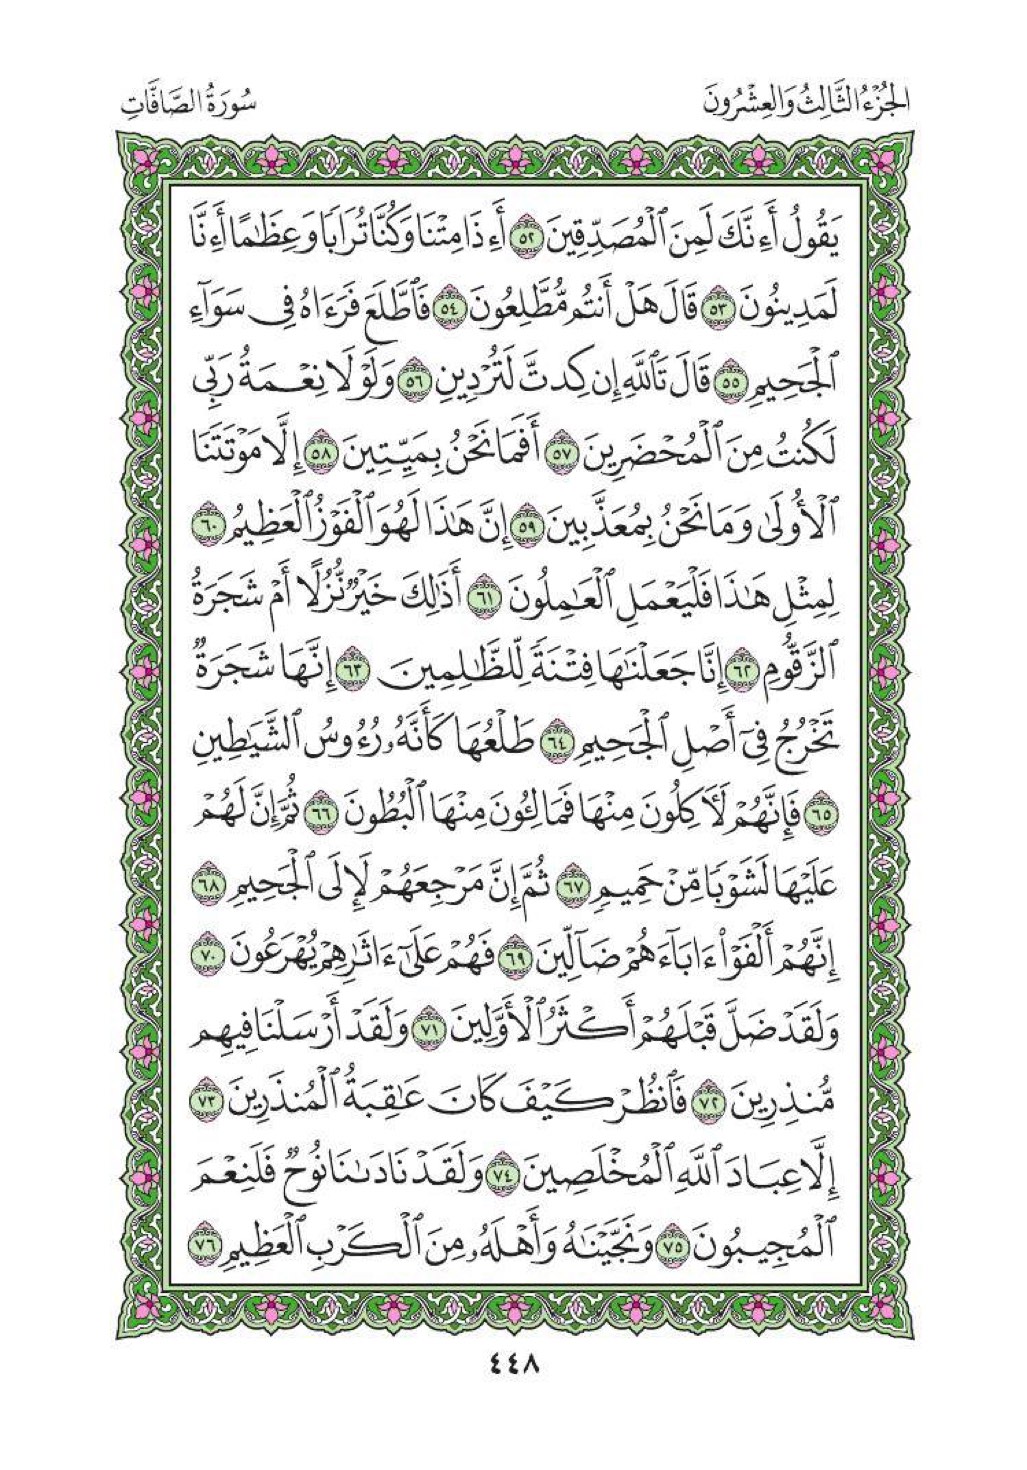 الجُزْءُ الثَّالِثُ وَالعِشْرُونَ
سُورَةُ الصَّافَّاتِ
يَقُولُ أَءِنَّكَ لَمِنَ ٱلْمُصَدِّقِينَ ٥٢ أَءِذَا مِتْنَا وَكُنَّا تُرَابًا وَعِظَٰمًا أَءِنَّا
لَمَدِينُونَ ٥٣ قَالَ هَلْ أَنتُم مُّطَّلِعُونَ ٥٤ فَٱطَّلَعَ فَرَءَاهُ فِى سَوَآءِ
ٱلْجَحِيمِ ٥٥ قَالَ تَٱللَّهِ إِن كِدتَّ لَتُرْدِينِ ٥٦ وَلَوْلَا نِعْمَةُ رَبِّى
لَكُنتُ مِنَ ٱلْمُحْضَرِينَ ٥٧ أَفَمَا نَحْنُ بِمَيِّتِينَ ٥٨ إِلَّا مَوْتَتَنَا
ٱلْأُولَىٰ وَمَا نَحْنُ بِمُعَذَّبِينَ ٥٩ إِنَّ هَٰذَا لَهُوَ ٱلْفَوْزُ ٱلْعَظِيمُ ٦٠
لِمِثْلِ هَٰذَا فَلْيَعْمَلِ ٱلْعَٰمِلُونَ ٦١ أَذَٰلِكَ خَيْرٌ نُّزُلًا أَمْ شَجَرَةُ
ٱلزَّقُّومِ ٦٢ إِنَّا جَعَلْنَٰهَا فِتْنَةً لِّلظَّٰلِمِينَ ٦٣ إِنَّهَا شَجَرَةٌ
تَخْرُجُ فِىٓ أَصْلِ ٱلْجَحِيمِ ٦٤ طَلْعُهَا كَأَنَّهُۥ رُءُوسُ ٱلشَّيَٰطِينِ
٦٥ فَإِنَّهُمْ لَءَاكِلُونَ مِنْهَا فَمَالِـُٔونَ مِنْهَا ٱلْبُطُونَ ٦٦ ثُمَّ إِنَّ لَهُمْ
عَلَيْهَا لَشَوْبًا مِّنْ حَمِيمٍ ٦٧ ثُمَّ إِنَّ مَرْجِعَهُمْ لَإِلَى ٱلْجَحِيمِ ٦٨
إِنَّهُمْ أَلْفَوْا۟ ءَابَآءَهُمْ ضَآلِّينَ ٦٩ فَهُمْ عَلَىٰٓ ءَاثَٰرِهِمْ يُهْرَعُونَ ٧٠
وَلَقَدْ ضَلَّ قَبْلَهُمْ أَكْثَرُ ٱلْأَوَّلِينَ ٧١ وَلَقَدْ أَرْسَلْنَا فِيهِم
مُّنذِرِينَ ٧٢ فَٱنظُرْ كَيْفَ كَانَ عَٰقِبَةُ ٱلْمُنذَرِينَ ٧٣
إِلَّا عِبَادَ ٱللَّهِ ٱلْمُخْلَصِينَ ٧٤ وَلَقَدْ نَادَىٰنَا نُوحٌ فَلَنِعْمَ
ٱلْمُجِيبُونَ ٧٥ وَنَجَّيْنَٰهُ وَأَهْلَهُۥ مِنَ ٱلْكَرْبِ ٱلْعَظِيمِ ٧٦
٤٤٨